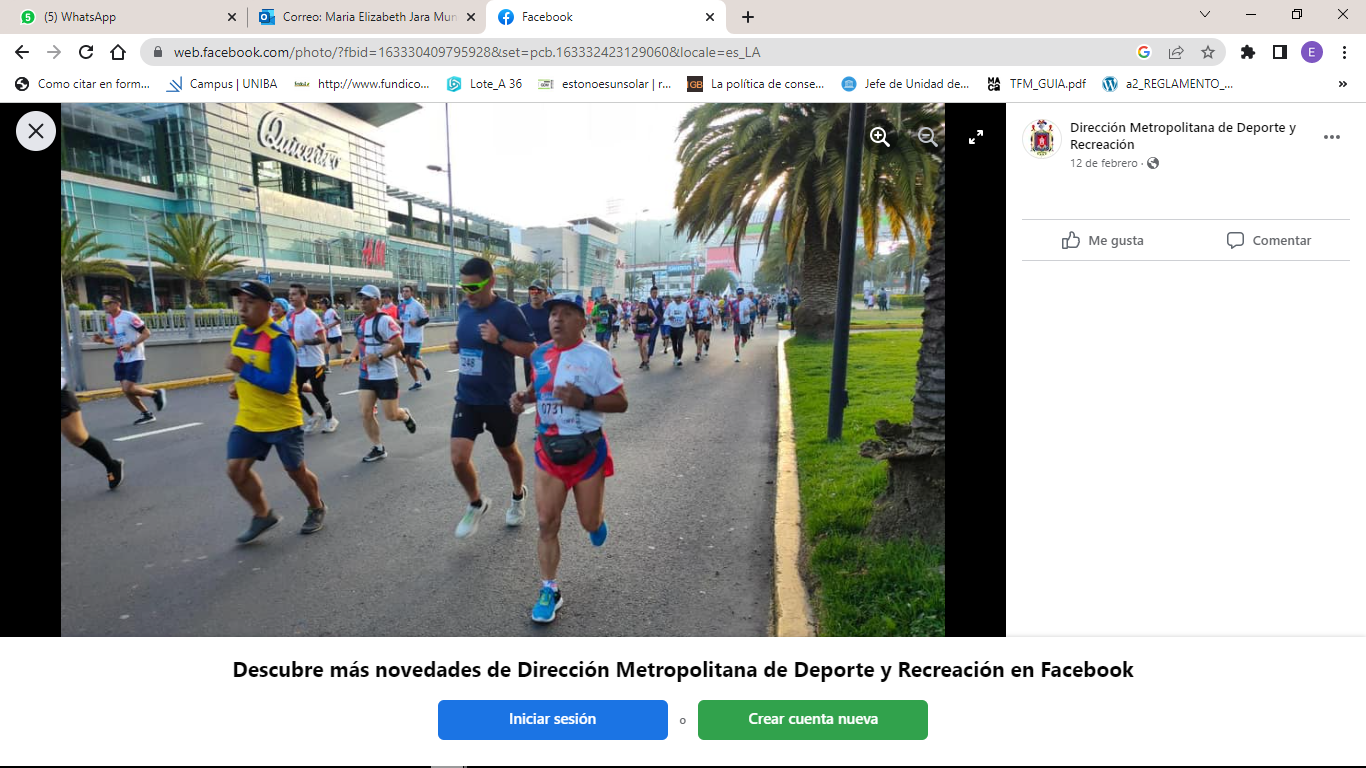 (5) WhatsApp
Correo: Maria Elizabeth Jara Mun
Facebook
web.facebook.com/photo/?fbid=163330409795928&set=pcb.163332423129060&locale=es_LA
E
Como citar en form...
Campus | UNIBA
http://www.fundico...
Lote_A 36
estonoesunsolar | r...
La política de conse...
Jefe de Unidad de...
TFM_GUIA.pdf
a2_REGLAMENTO_...
»
Quicentro
H&M
0731
Dirección Metropolitana de Deporte y
Recreación
12 de febrero ·
Me gusta
Comentar
Descubre más novedades de Dirección Metropolitana de Deporte y Recreación en Facebook
Iniciar sesión
o
Crear cuenta nueva